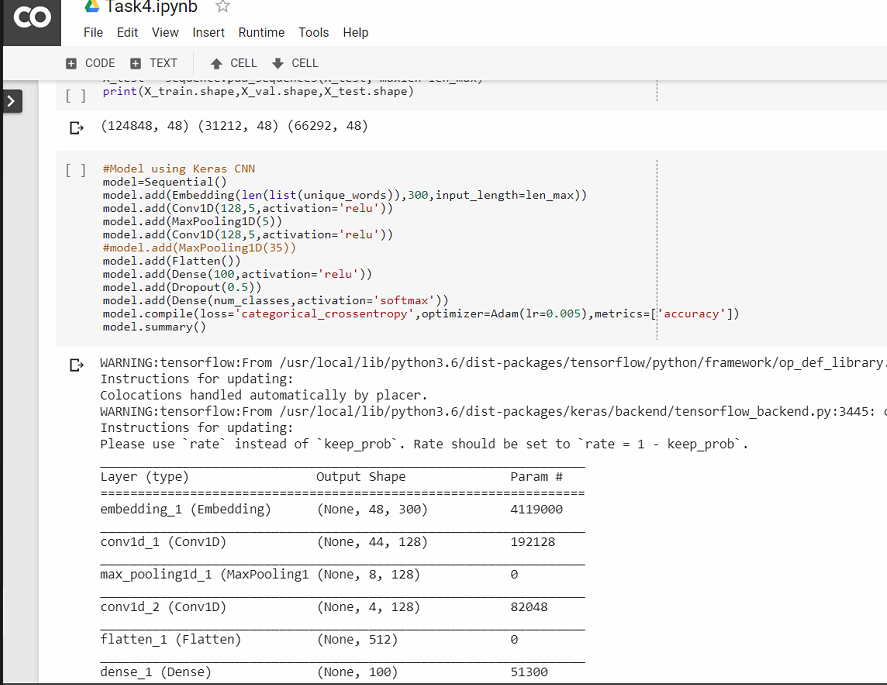 CO Task4.ipynb
File Edit View Insert Runtime Tools Help
CODE TEXT CELL CELL
X_test = sequence.pad_sequences(X_test, maxlen=len_max)
[ ] print(X_train.shape,X_val.shape,X_test.shape)
(124848, 48) (31212, 48) (66292, 48)
[ ] #Model using Keras CNN
model=Sequential()
model.add(Embedding(len(list(unique_words)),300,input_length=len_max))
model.add(Conv1D(128,5,activation='relu'))
model.add(MaxPooling1D(5))
model.add(Conv1D(128,5,activation='relu'))
#model.add(MaxPooling1D(35))
model.add(Flatten())
model.add(Dense(100,activation='relu'))
model.add(Dropout(0.5))
model.add(Dense(num_classes,activation='softmax'))
model.compile(loss='categorical_crossentropy',optimizer=Adam(lr=0.005),metrics=['accuracy'])
model.summary()
WARNING:tensorflow:From /usr/local/lib/python3.6/dist-packages/tensorflow/python/framework/op_def_library.
Instructions for updating:
Colocations handled automatically by placer.
WARNING:tensorflow:From /usr/local/lib/python3.6/dist-packages/keras/backend/tensorflow_backend.py:3445: c
Instructions for updating:
Please use `rate` instead of `keep_prob`. Rate should be set to `rate = 1 - keep_prob`.
_________________________________________________________________
Layer (type) Output Shape Param #
=================================================================
embedding_1 (Embedding) (None, 48, 300) 4119000
_________________________________________________________________
conv1d_1 (Conv1D) (None, 44, 128) 192128
_________________________________________________________________
max_pooling1d_1 (MaxPooling1 (None, 8, 128) 0
_________________________________________________________________
conv1d_2 (Conv1D) (None, 4, 128) 82048
_________________________________________________________________
flatten_1 (Flatten) (None, 512) 0
_________________________________________________________________
dense_1 (Dense) (None, 100) 51300